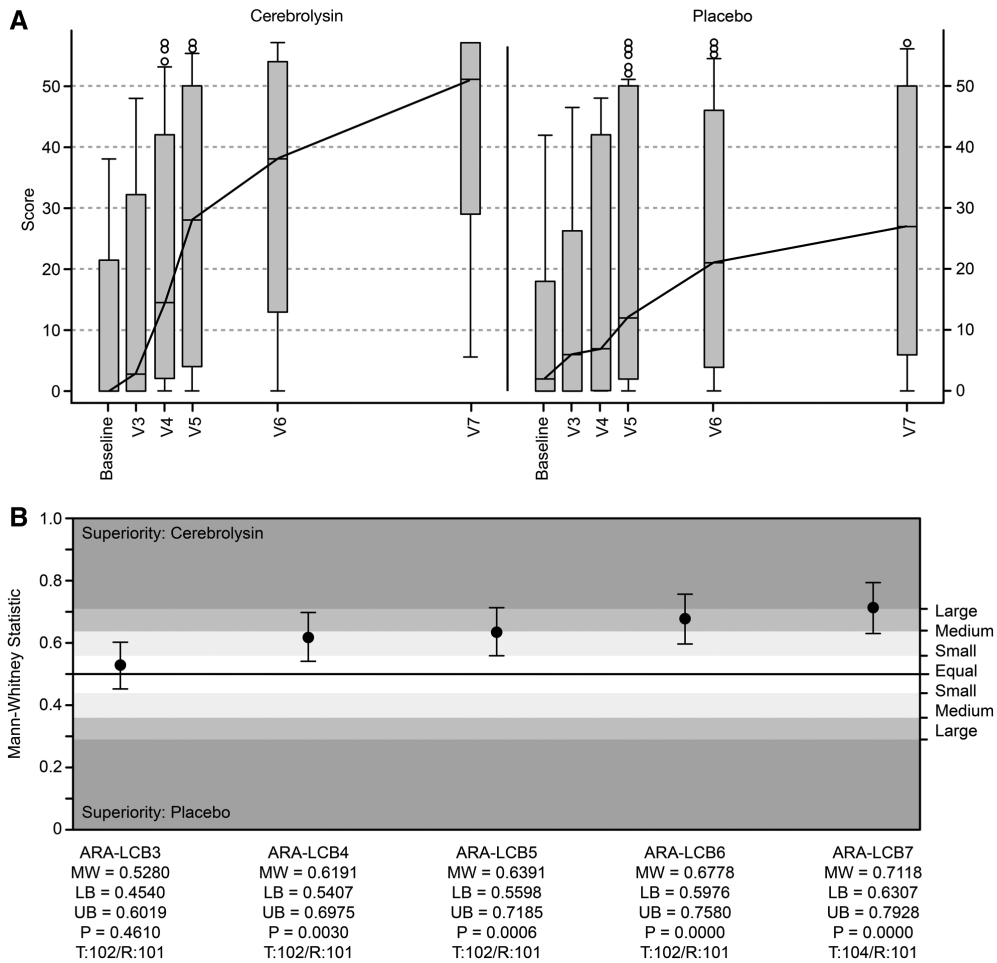 A
Cerebrolysin Placebo
Score
50 50
40 40
30 30
20 20
10 10
0 0
Baseline V3 V4 V5 V6 V7 Baseline V3 V4 V5 V6 V7
B
Mann-Whitney Statistic
1.0
Superiority: Cerebrolysin
0.8
Large
Medium
0.6
Small
Equal
Small
0.4
Medium
Large
0.2
Superiority: Placebo
0
ARA-LCB3 ARA-LCB4 ARA-LCB5 ARA-LCB6 ARA-LCB7
MW = 0.5280 MW = 0.6191 MW = 0.6391 MW = 0.6778 MW = 0.7118
LB = 0.4540 LB = 0.5407 LB = 0.5598 LB = 0.5976 LB = 0.6307
UB = 0.6019 UB = 0.6975 UB = 0.7185 UB = 0.7580 UB = 0.7928
P = 0.4610 P = 0.0030 P = 0.0006 P = 0.0000 P = 0.0000
T:102/R:101 T:102/R:101 T:102/R:101 T:102/R:101 T:104/R:101